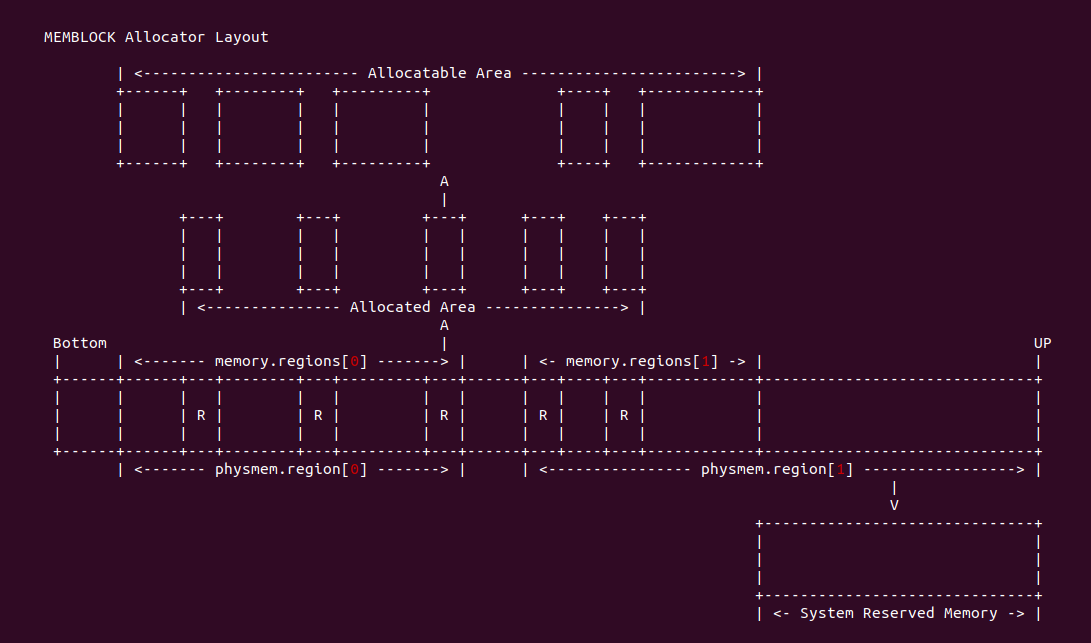 MEMBLOCK Allocator Layout
| <------------------------ Allocatable Area ------------------------> |
A
|
| <--------------- Allocated Area ---------------> |
A
Bottom | UP
| | <------- memory.regions[0] -------> | | <- memory.regions[1] -> | |
R R R R R
| <------- physmem.region[0] -------> | | <--------------- physmem.region[1] -----------------> |
|
V
| <- System Reserved Memory -> |